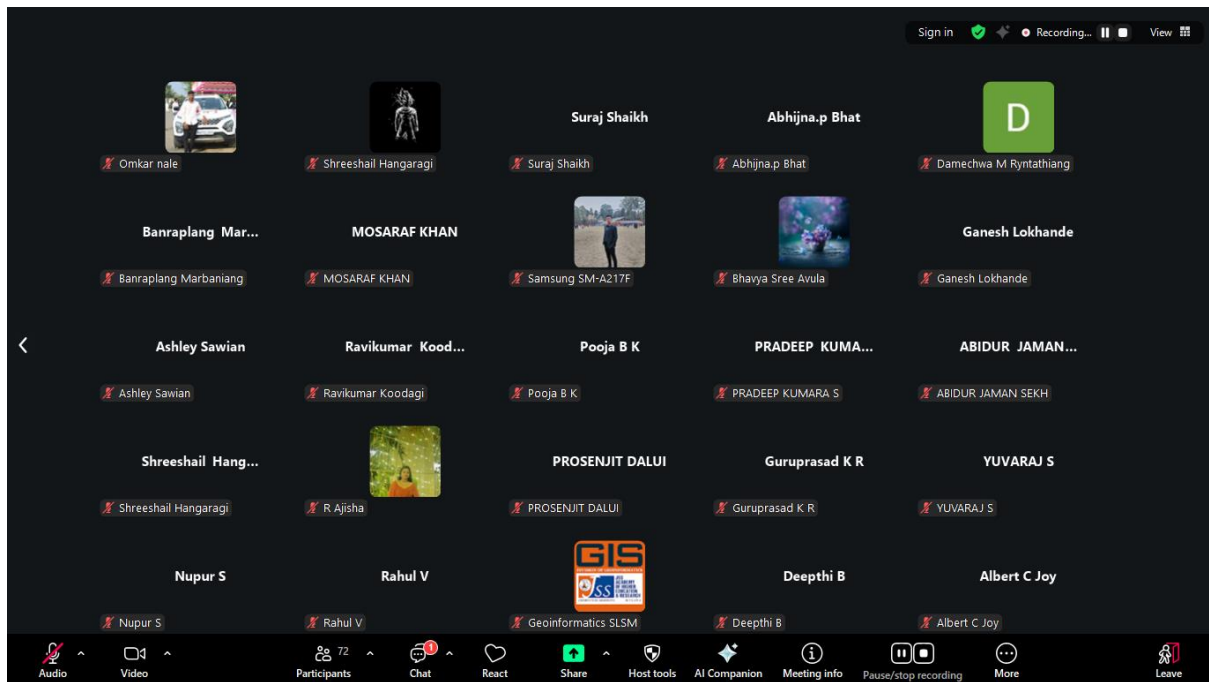 Sign in
Recording...
View
Omkar nale
Shreeshail Hangaragi
Suraj Shaikh
Suraj Shaikh
Abhijna.p Bhat
Abhijna.p Bhat
D
Damechwa M Ryntathiang
Banraplang Mar...
Banraplang Marbaniang
MOSARAF KHAN
MOSARAF KHAN
Samsung SM-A217F
Bhavya Sree Avula
Ganesh Lokhande
Ganesh Lokhande
Ashley Sawian
Ashley Sawian
Ravikumar Kood...
Ravikumar Koodagi
Pooja B K
Pooja B K
PRADEEP KUMA...
PRADEEP KUMARA S
ABIDUR JAMAN...
ABIDUR JAMAN SEKH
Shreeshail Hang...
Shreeshail Hangaragi
R Ajisha
PROSENJIT DALUI
PROSENJIT DALUI
Guruprasad K R
Guruprasad K R
YUVARAJ S
YUVARAJ S
Nupur S
Nupur S
Rahul V
Rahul V
GIS
JSS
Geoinformatics SLSM
Deepthi B
Deepthi B
Albert C Joy
Albert C Joy
Audio
Video
72
Participants
1
Chat
React
Share
Host tools
AI Companion
Meeting info
Pause/stop recording
More
Leave